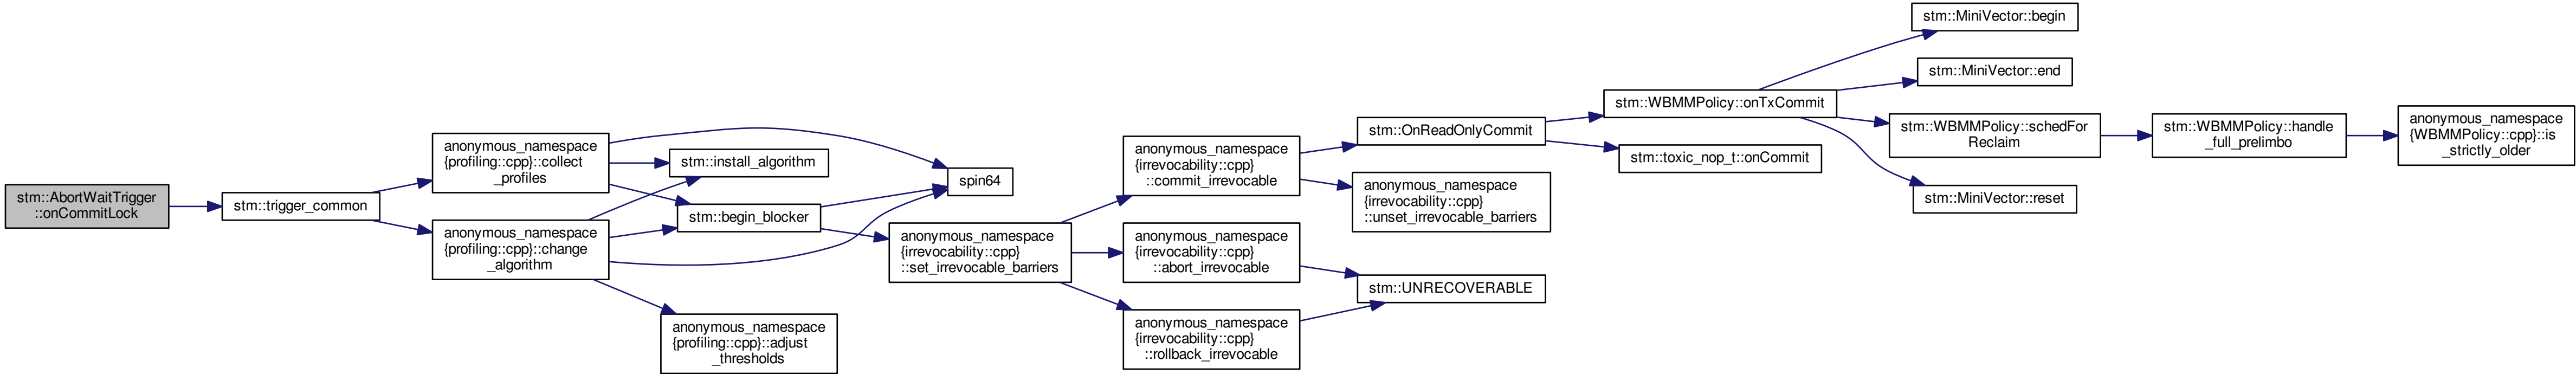 stm::AbortWaitTrigger
::onCommitLock
stm::trigger_common
anonymous_namespace
{profiling::cpp}::collect
_profiles
anonymous_namespace
{profiling::cpp}::change
_algorithm
stm::install_algorithm
stm::begin_blocker
anonymous_namespace
{profiling::cpp}::adjust
_thresholds
spin64
anonymous_namespace
{irrevocability::cpp}
::set_irrevocable_barriers
anonymous_namespace
{irrevocability::cpp}
::commit_irrevocable
anonymous_namespace
{irrevocability::cpp}
::abort_irrevocable
anonymous_namespace
{irrevocability::cpp}
::rollback_irrevocable
stm::OnReadOnlyCommit
anonymous_namespace
{irrevocability::cpp}
::unset_irrevocable_barriers
stm::UNRECOVERABLE
stm::WBMMPolicy::onTxCommit
stm::toxic_nop_t::onCommit
stm::MiniVector::begin
stm::MiniVector::end
stm::WBMMPolicy::schedFor
Reclaim
stm::MiniVector::reset
stm::WBMMPolicy::handle
_full_prelimbo
anonymous_namespace
{WBMMPolicy::cpp}::is
_strictly_older